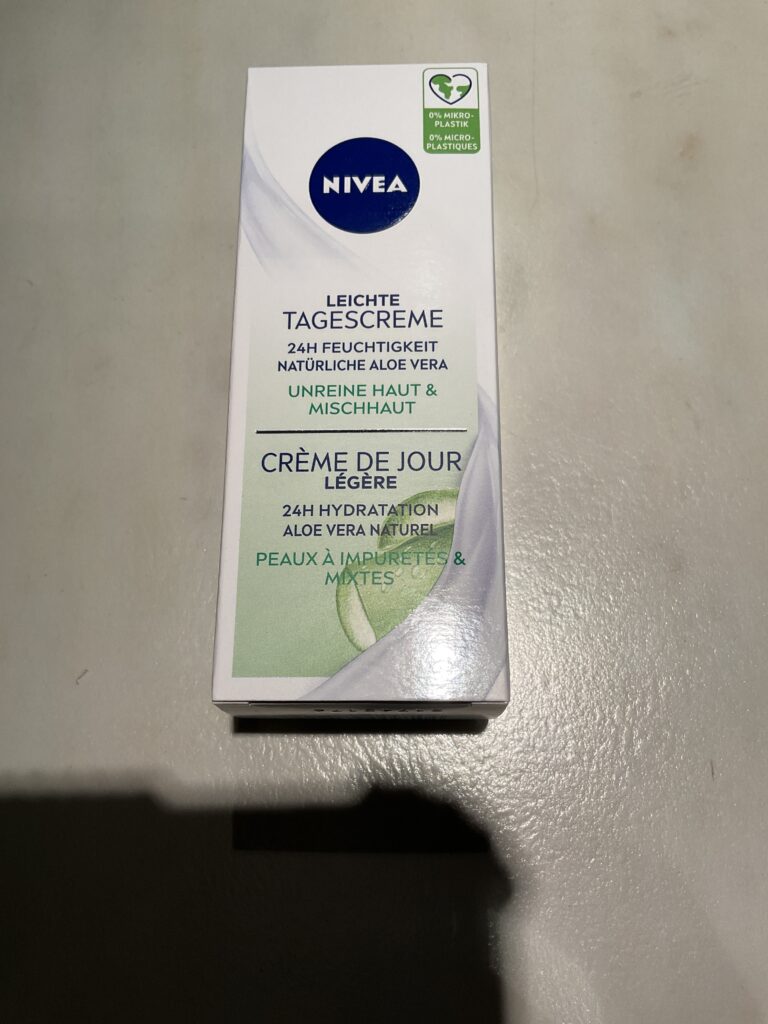 0% MIKRO-
PLASTIK
0% MICRO-
PLASTIQUES
NIVEA
LEICHTE
TAGESCREME
24H FEUCHTIGKEIT
NATÜRLICHE ALOE VERA
UNREINE HAUT &
MISCHHAUT
CRÈME DE JOUR
LÉGÈRE
24H HYDRATATION
ALOE VERA NATUREL
PEAUX À IMPURETÉS &
MIXTES